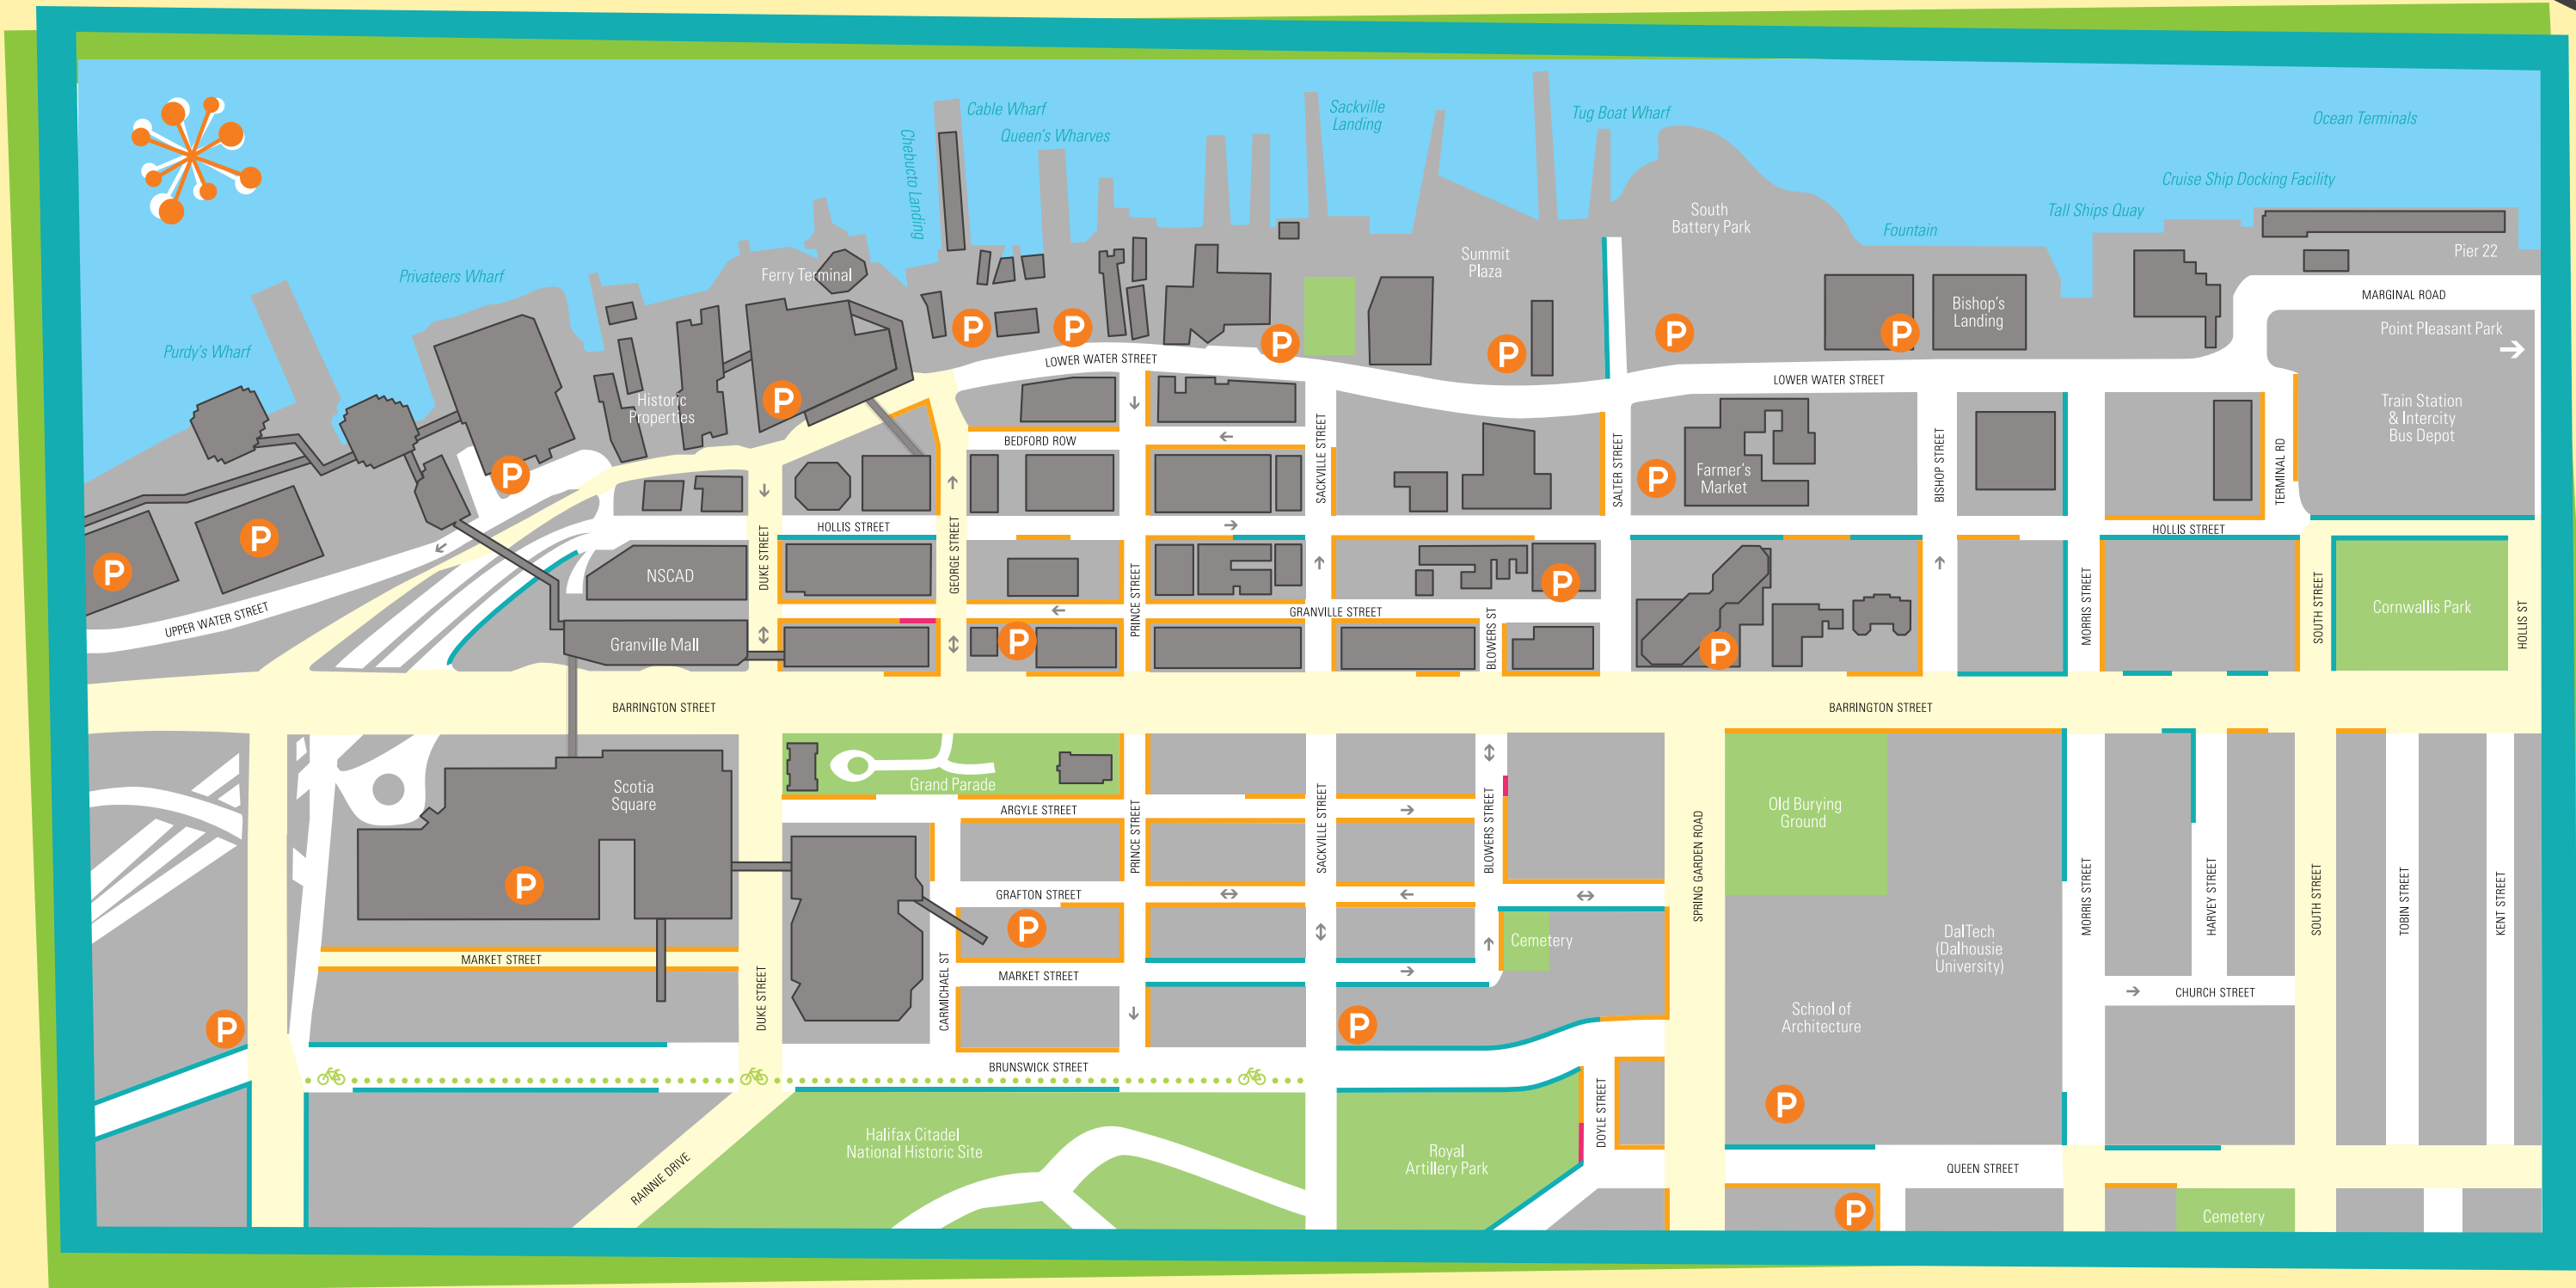 Cable Wharf
Queen's Wharves
Chebucto Landing
Sackville
Landing
Tug Boat Wharf
Ocean Terminals
Cruise Ship Docking Facility
Tall Ships Quay
Fountain
South
Battery Park
Summit
Plaza
Pier 22
Privateers Wharf
Ferry Terminal
Purdy's Wharf
MARGINAL ROAD
Bishop's
Landing
Point Pleasant Park
P
P
P
P
P
P
P
LOWER WATER STREET
LOWER WATER STREET
Historic
Properties
P
Train Station
& Intercity
Bus Depot
BEDFORD ROW
SACKVILLE STREET
SALTER STREET
Farmer's
Market
BISHOP STREET
TERMINAL RD
P
P
P
P
HOLLIS STREET
HOLLIS STREET
DUKE STREET
GEORGE STREET
NSCAD
PRINCE STREET
GRANVILLE STREET
BLOWERS ST
P
MORRIS STREET
SOUTH STREET
Cornwallis Park
HOLLIS ST
UPPER WATER STREET
Granville Mall
P
P
BARRINGTON STREET
BARRINGTON STREET
Scotia
Square
Grand Parade
ARGYLE STREET
PRINCE STREET
SACKVILLE STREET
BLOWERS STREET
SPRING GARDEN ROAD
Old Burying
Ground
MORRIS STREET
HARVEY STREET
SOUTH STREET
TOBIN STREET
KENT STREET
P
GRAFTON STREET
P
Cemetery
DalTech
(Dalhousie
University)
MARKET STREET
DUKE STREET
CARMICHAEL ST
MARKET STREET
CHURCH STREET
P
P
School of
Architecture
BRUNSWICK STREET
DOYLE STREET
P
Halifax Citadel
National Historic Site
RAINNIE DRIVE
Royal
Artillery Park
QUEEN STREET
P
Cemetery